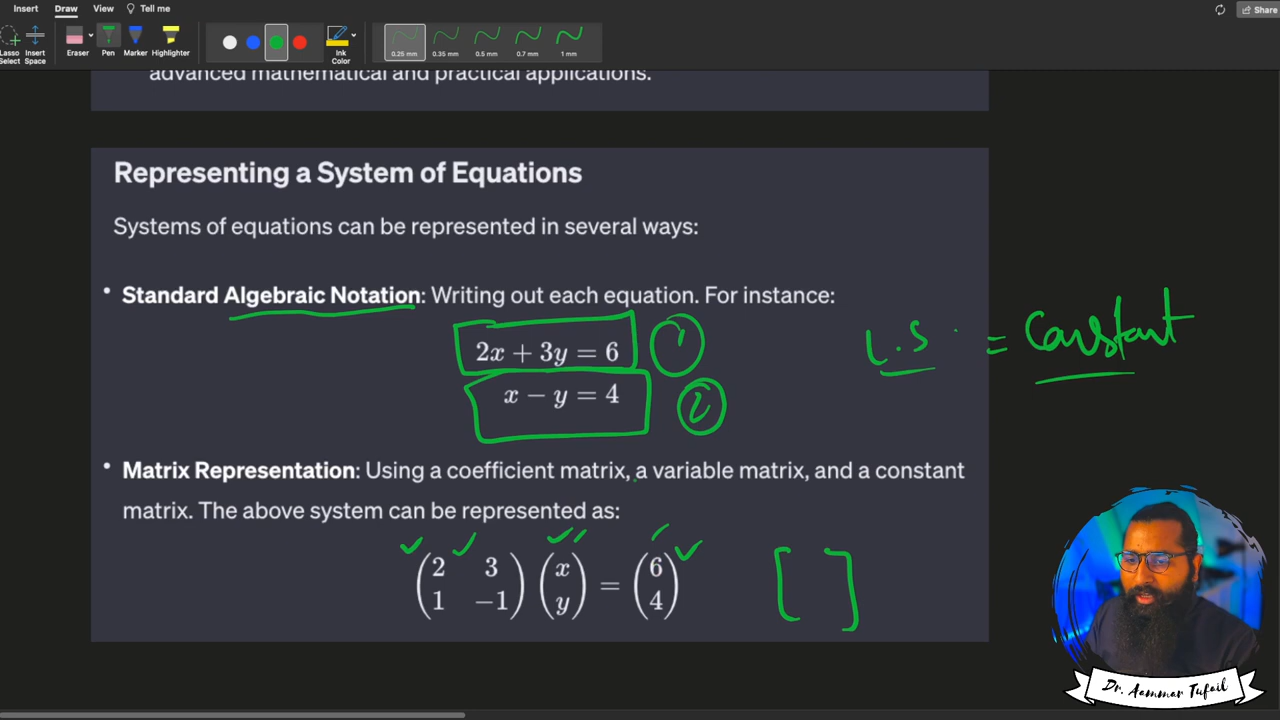 Insert Draw View Tell me
Share
Lasso Select
Insert Space
Eraser
Pen
Marker
Highlighter
Ink Color
0.25 mm
0.35 mm
0.5 mm
0.7 mm
1 mm
advanced mathematical and practical applications.
Representing a System of Equations
Systems of equations can be represented in several ways:
• Standard Algebraic Notation: Writing out each equation. For instance:
2x + 3y = 6 1
x − y = 4 2
L.S. = Constant
• Matrix Representation: Using a coefficient matrix, a variable matrix, and a constant
matrix. The above system can be represented as:
(2 3) (x) = (6) [ ]
(1 −1) (y) (4)
Dr. Aammar Tufail